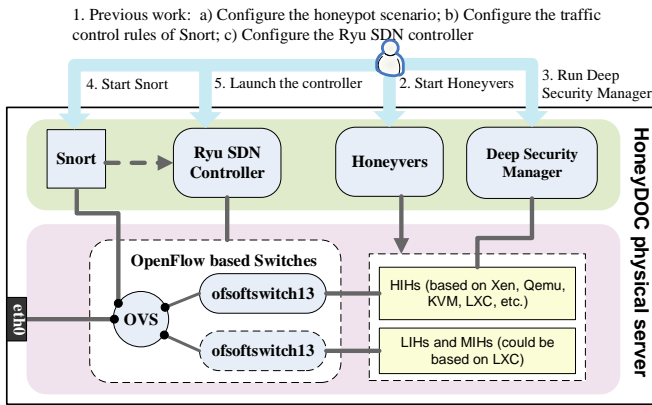 1. Previous work: a) Configure the honeypot scenario; b) Configure the traffic
control rules of Snort; c) Configure the Ryu SDN controller
4. Start Snort
5. Launch the controller
2. Start Honeyvers
3. Run Deep
Security Manager
Snort
Ryu SDN
Controller
Honeyvers
Deep Security
Manager
HoneyDOC physical server
OpenFlow based Switches
eth0
OVS
ofsoftswitch13
ofsoftswitch13
HIHs (based on Xen, Qemu,
KVM, LXC, etc.)
LIHs and MIHs (could be
based on LXC)